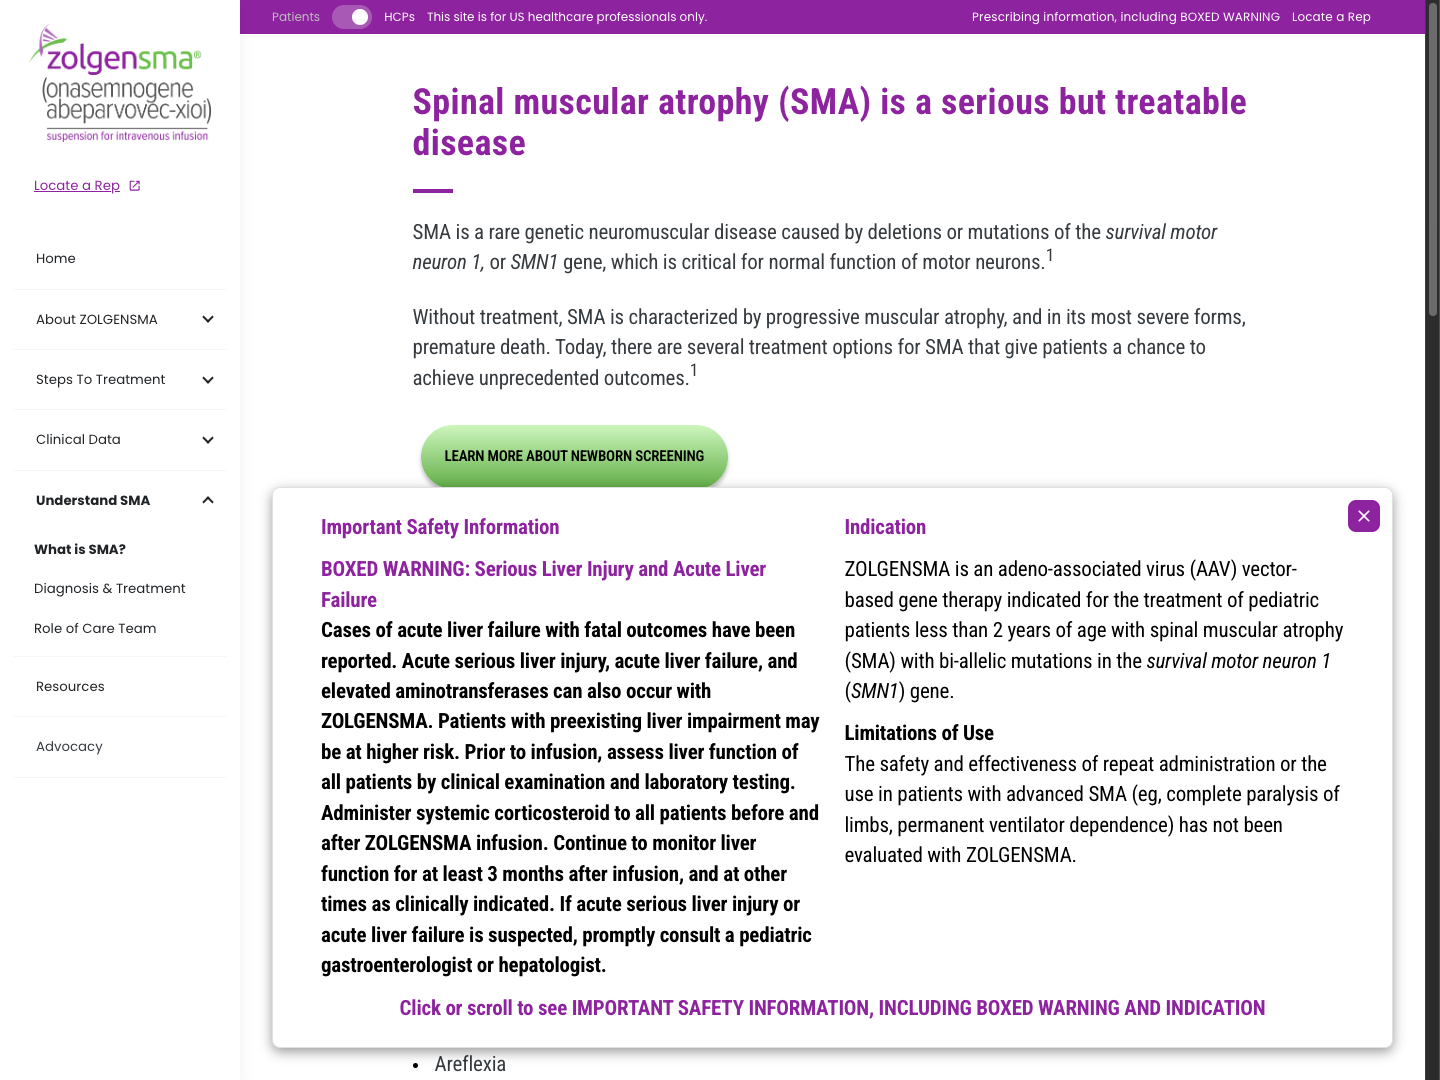 Patients HCPs This site is for US healthcare professionals only. Prescribing information, including BOXED WARNING Locate a Rep
zolgensma®
(onasemnogene
abeparvovec-xioi)
suspension for intravenous infusion
Locate a Rep
Home
About ZOLGENSMA
Steps To Treatment
Clinical Data
Understand SMA
What is SMA?
Diagnosis & Treatment
Role of Care Team
Resources
Advocacy
Spinal muscular atrophy (SMA) is a serious but treatable
disease
SMA is a rare genetic neuromuscular disease caused by deletions or mutations of the survival motor
neuron 1, or SMN1 gene, which is critical for normal function of motor neurons.1
Without treatment, SMA is characterized by progressive muscular atrophy, and in its most severe forms,
premature death. Today, there are several treatment options for SMA that give patients a chance to
achieve unprecedented outcomes.1
LEARN MORE ABOUT NEWBORN SCREENING
Important Safety Information
BOXED WARNING: Serious Liver Injury and Acute Liver
Failure
Cases of acute liver failure with fatal outcomes have been
reported. Acute serious liver injury, acute liver failure, and
elevated aminotransferases can also occur with
ZOLGENSMA. Patients with preexisting liver impairment may
be at higher risk. Prior to infusion, assess liver function of
all patients by clinical examination and laboratory testing.
Administer systemic corticosteroid to all patients before and
after ZOLGENSMA infusion. Continue to monitor liver
function for at least 3 months after infusion, and at other
times as clinically indicated. If acute serious liver injury or
acute liver failure is suspected, promptly consult a pediatric
gastroenterologist or hepatologist.
Indication
ZOLGENSMA is an adeno-associated virus (AAV) vector-
based gene therapy indicated for the treatment of pediatric
patients less than 2 years of age with spinal muscular atrophy
(SMA) with bi-allelic mutations in the survival motor neuron 1
(SMN1) gene.
Limitations of Use
The safety and effectiveness of repeat administration or the
use in patients with advanced SMA (eg, complete paralysis of
limbs, permanent ventilator dependence) has not been
evaluated with ZOLGENSMA.
Click or scroll to see IMPORTANT SAFETY INFORMATION, INCLUDING BOXED WARNING AND INDICATION
• Areflexia